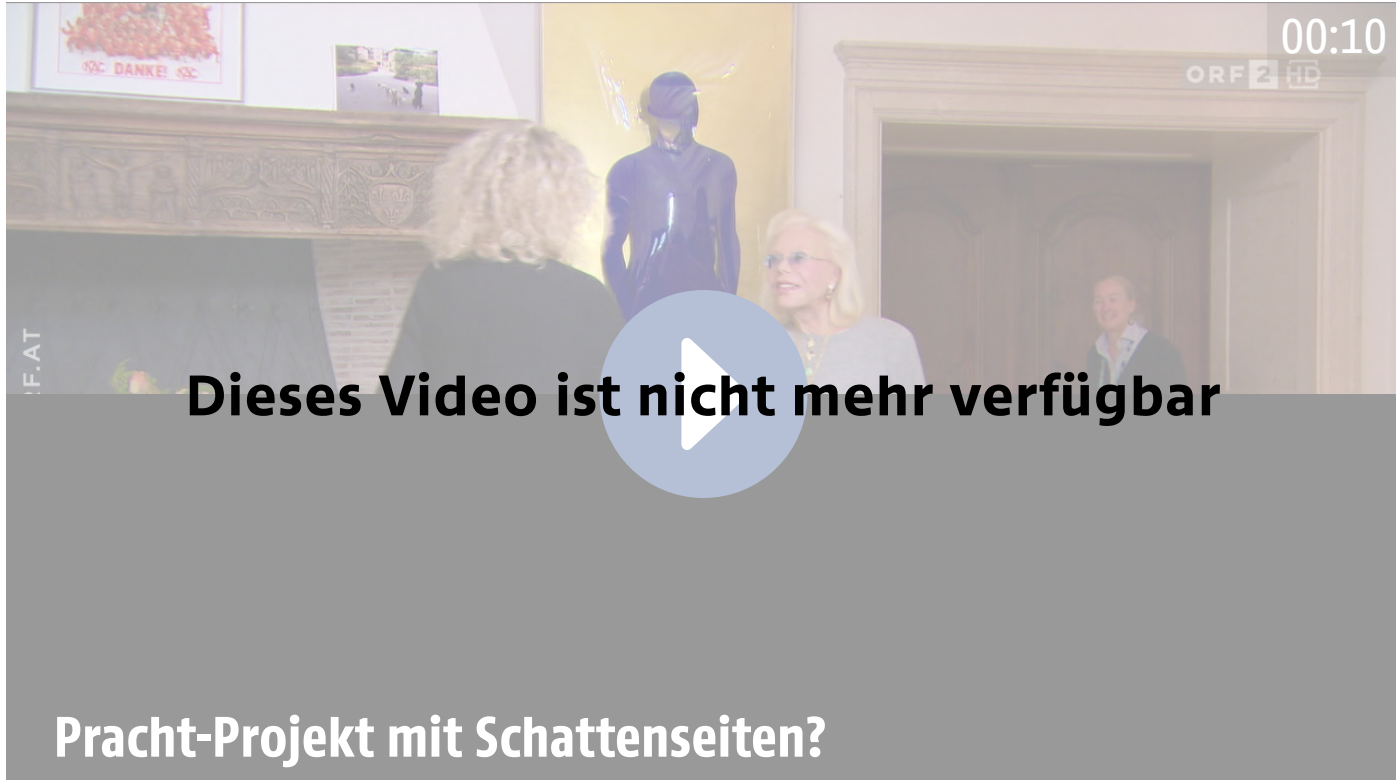 00:10
ORF 2 HD
DANKE!
F.AT
Dieses Video ist nicht mehr verfügbar
Pracht-Projekt mit Schattenseiten?